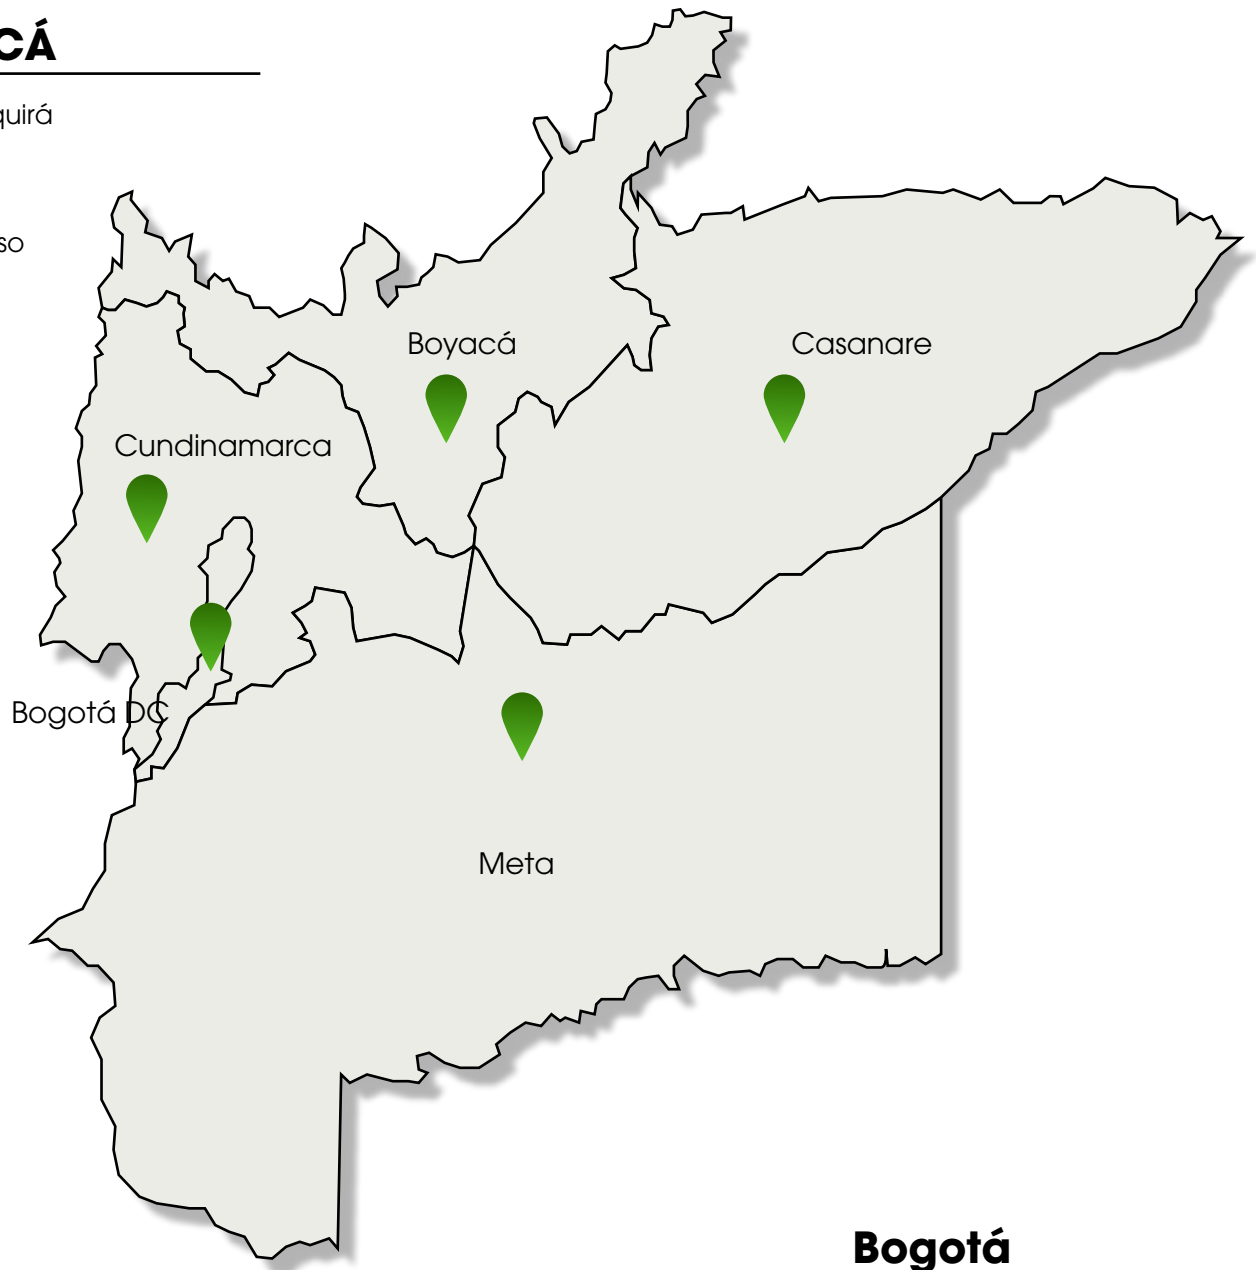 CÁ
quirá
so
Boyacá
Casanare
Cundinamarca
Bogotá DC
Meta
Bogotá